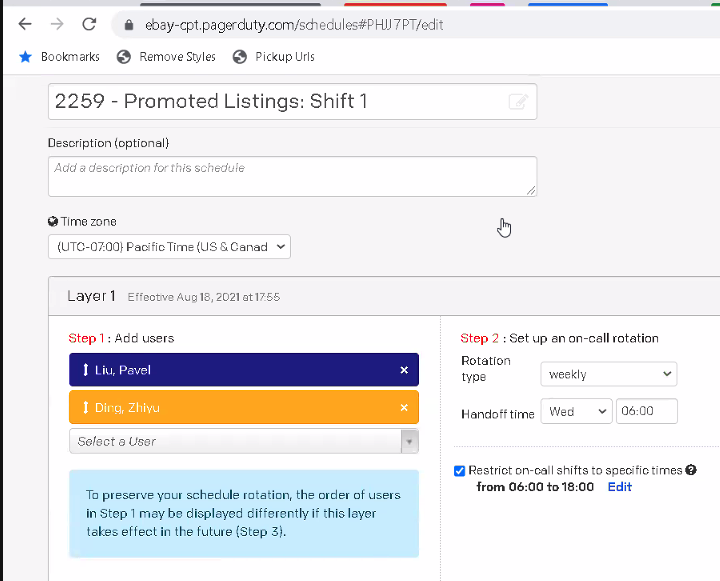 ebay-cpt.pagerduty.com/schedules#PHJJ7PT/edit
Bookmarks Remove Styles Pickup Urls
2259 - Promoted Listings: Shift 1
Description (optional)
Add a description for this schedule
Time zone
(UTC-07:00) Pacific Time (US & Canad
Layer 1 Effective Aug 18, 2021 at 17:55
Step 1 : Add users
Liu, Pavel ×
Ding, Zhiyu ×
Select a User
To preserve your schedule rotation, the order of users
in Step 1 may be displayed differently if this layer
takes effect in the future (Step 3).
Step 2 : Set up an on-call rotation
Rotation
type
weekly
Handoff time Wed 06:00
Restrict on-call shifts to specific times ?
from 06:00 to 18:00 Edit